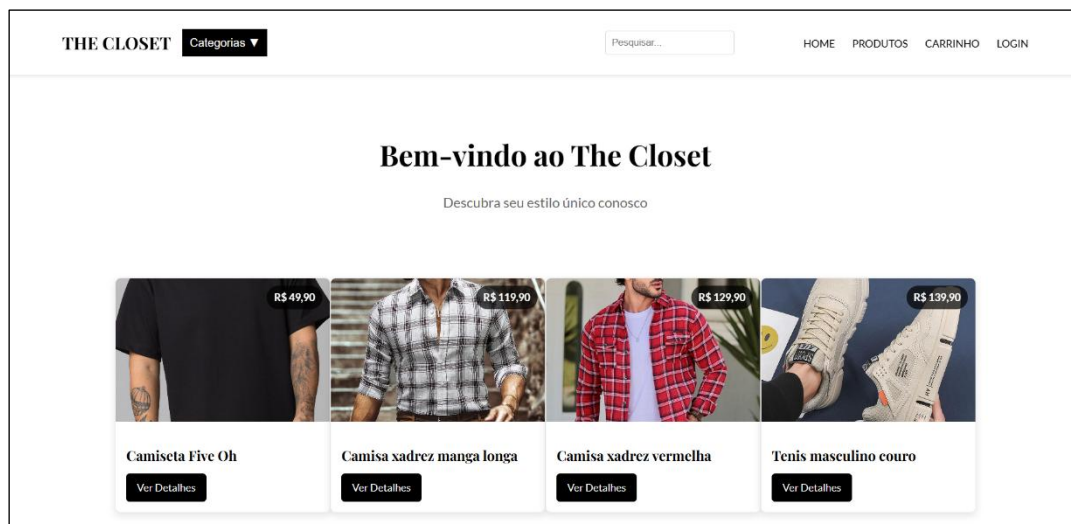 THE CLOSET Categorias ▼ Pesquisar... HOME PRODUTOS CARRINHO LOGIN
Bem-vindo ao The Closet
Descubra seu estilo único conosco
R$ 49,90 R$ 119,90 R$ 129,90 R$ 139,90
Camiseta Five Oh Camisa xadrez manga longa Camisa xadrez vermelha Tenis masculino couro
Ver Detalhes Ver Detalhes Ver Detalhes Ver Detalhes